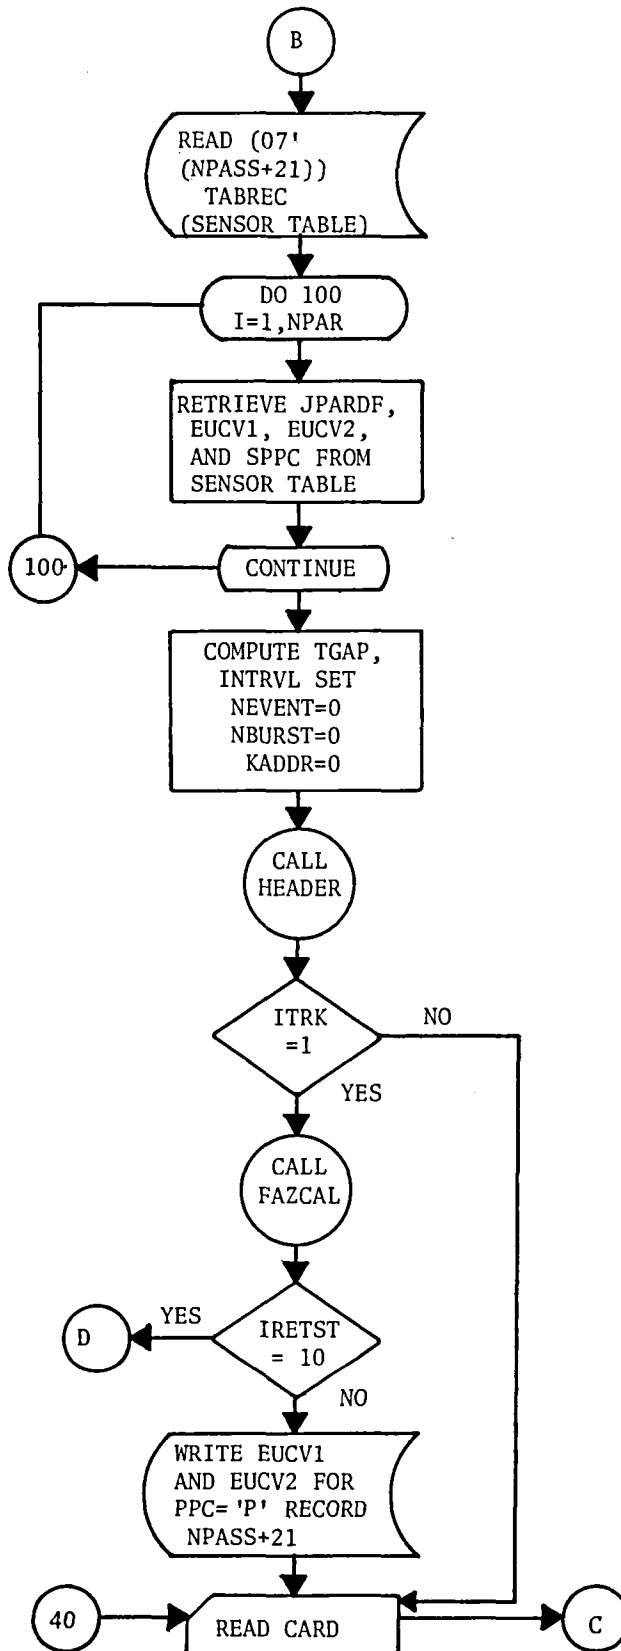 B
READ (07'
(NPASS+21))
TABREC
(SENSOR TABLE)
DO 100
I=1,NPAR
RETRIEVE JPARDF,
EUCV1, EUCV2,
AND SPPC FROM
SENSOR TABLE
100
CONTINUE
COMPUTE TGAP,
INTRVL SET
NEVENT=0
NBURST=0
KADDR=0
CALL
HEADER
ITRK
=1
NO
YES
CALL
FAZCAL
D
YES
IRETST
= 10
NO
WRITE EUCV1
AND EUCV2 FOR
PPC='P' RECORD
NPASS+21
40
READ CARD
C